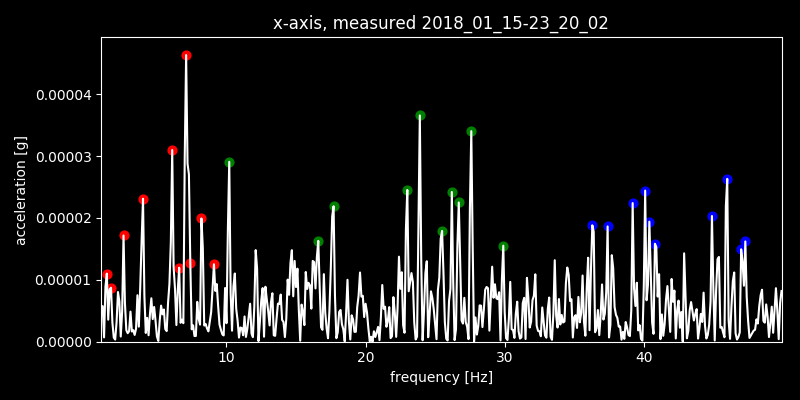 x-axis, measured 2018_01_15-23_20_02
acceleration [g]
0.00004
0.00003
0.00002
0.00001
0.00000
10 20 30 40
frequency [Hz]